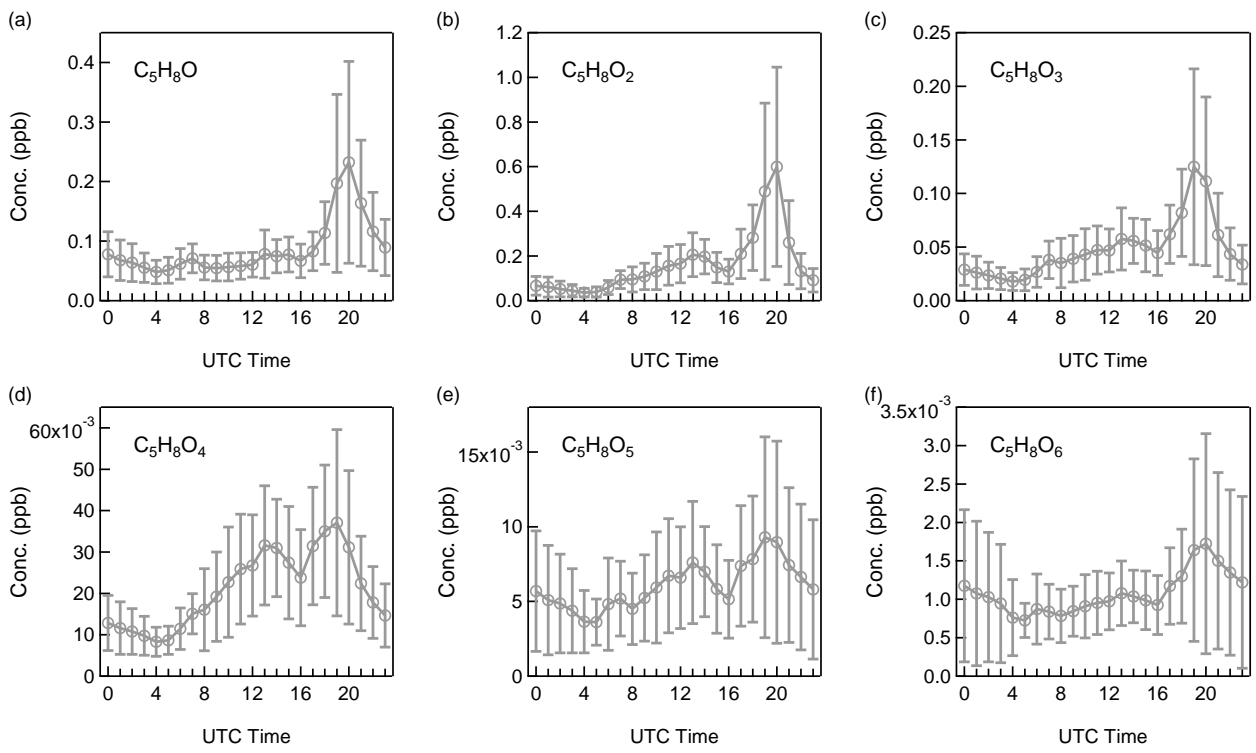 (a)
C5H8O
0.4
0.3
0.2
0.1
0.0
Conc. (ppb)
0 4 8 12 16 20
UTC Time
(b)
C5H8O2
1.2
1.0
0.8
0.6
0.4
0.2
0.0
Conc. (ppb)
0 4 8 12 16 20
UTC Time
(c)
C5H8O3
0.25
0.20
0.15
0.10
0.05
0.00
Conc. (ppb)
0 4 8 12 16 20
UTC Time
(d)
C5H8O4
60x10-3
50
40
30
20
10
0
Conc. (ppb)
0 4 8 12 16 20
UTC Time
(e)
C5H8O5
15x10-3
10
5
0
Conc. (ppb)
0 4 8 12 16 20
UTC Time
(f)
C5H8O6
3.5x10-3
3.0
2.5
2.0
1.5
1.0
0.5
0.0
Conc. (ppb)
0 4 8 12 16 20
UTC Time